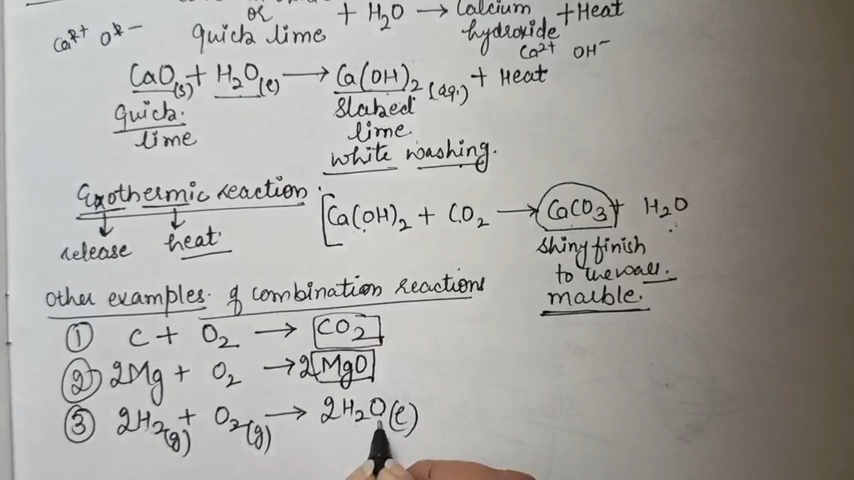 or + H₂O → Calcium + Heat
Ca²⁺ O²⁻ Quick lime hydroxide
Ca²⁺ OH⁻
CaO(s) + H₂O(l) → Ca(OH)₂(aq.) + Heat
Quick slaked
lime lime
white washing.
Exothermic reaction : [Ca(OH)₂ + CO₂ → CaCO₃ + H₂O
release heat shiny finish
to the wall.
marble.
Other examples of combination reactions
① C + O₂ → CO₂
② 2Mg + O₂ → 2MgO
③ 2H₂(g) + O₂(g) → 2H₂O(l)